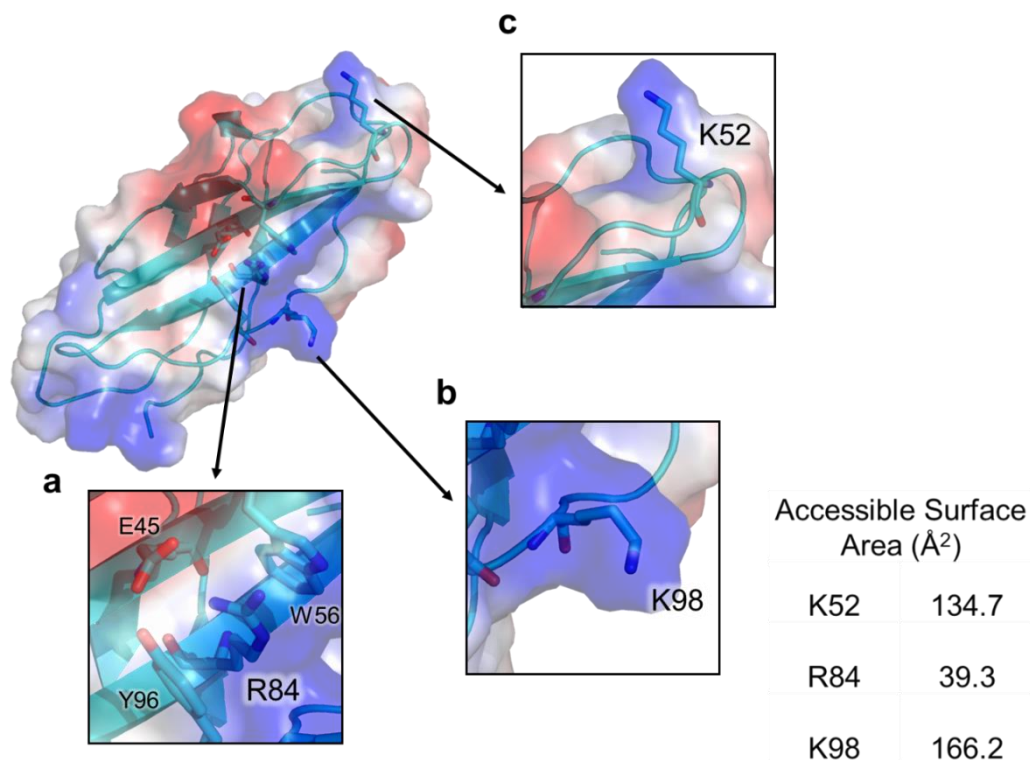 c
K52
b
K98
a
E45
W56
Y96
R84
Accessible Surface
Area (Å²)
K52 134.7
R84 39.3
K98 166.2